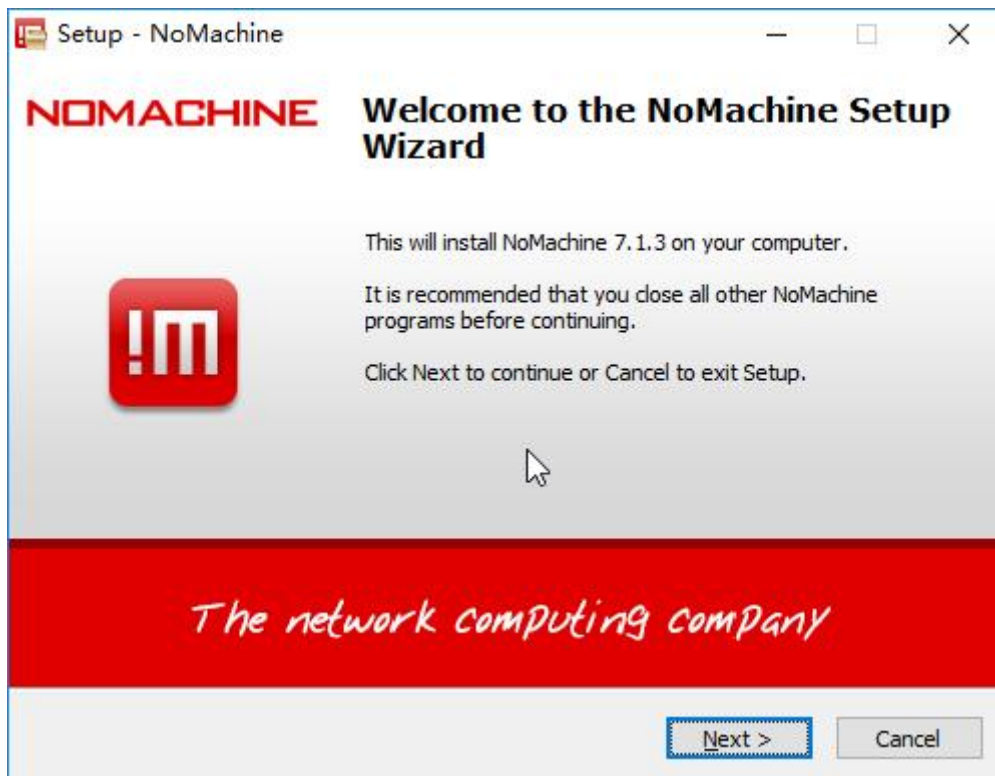 Setup - NoMachine
NOMACHINE
Welcome to the NoMachine Setup
Wizard
This will install NoMachine 7.1.3 on your computer.
It is recommended that you close all other NoMachine
programs before continuing.
Click Next to continue or Cancel to exit Setup.
!M
The network computing company
Next >
Cancel